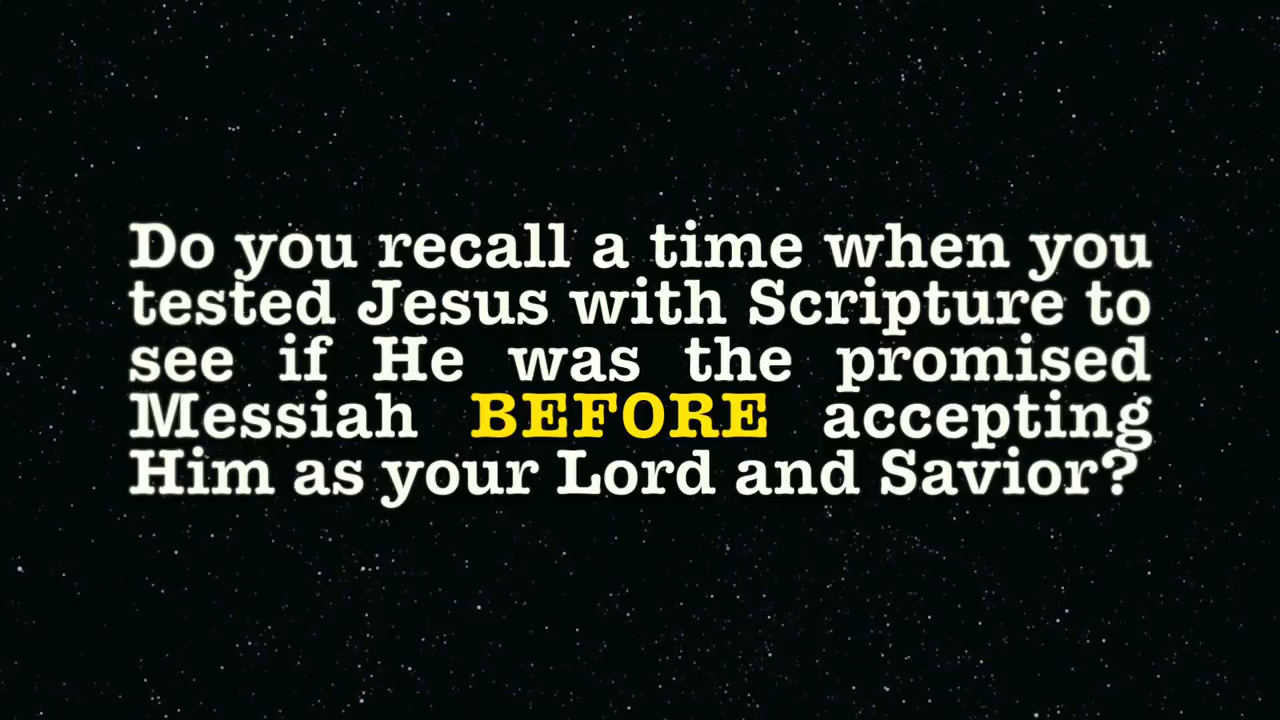 Do you recall a time when you
tested Jesus with Scripture to
see if He was the promised
Messiah BEFORE accepting
Him as your Lord and Savior?